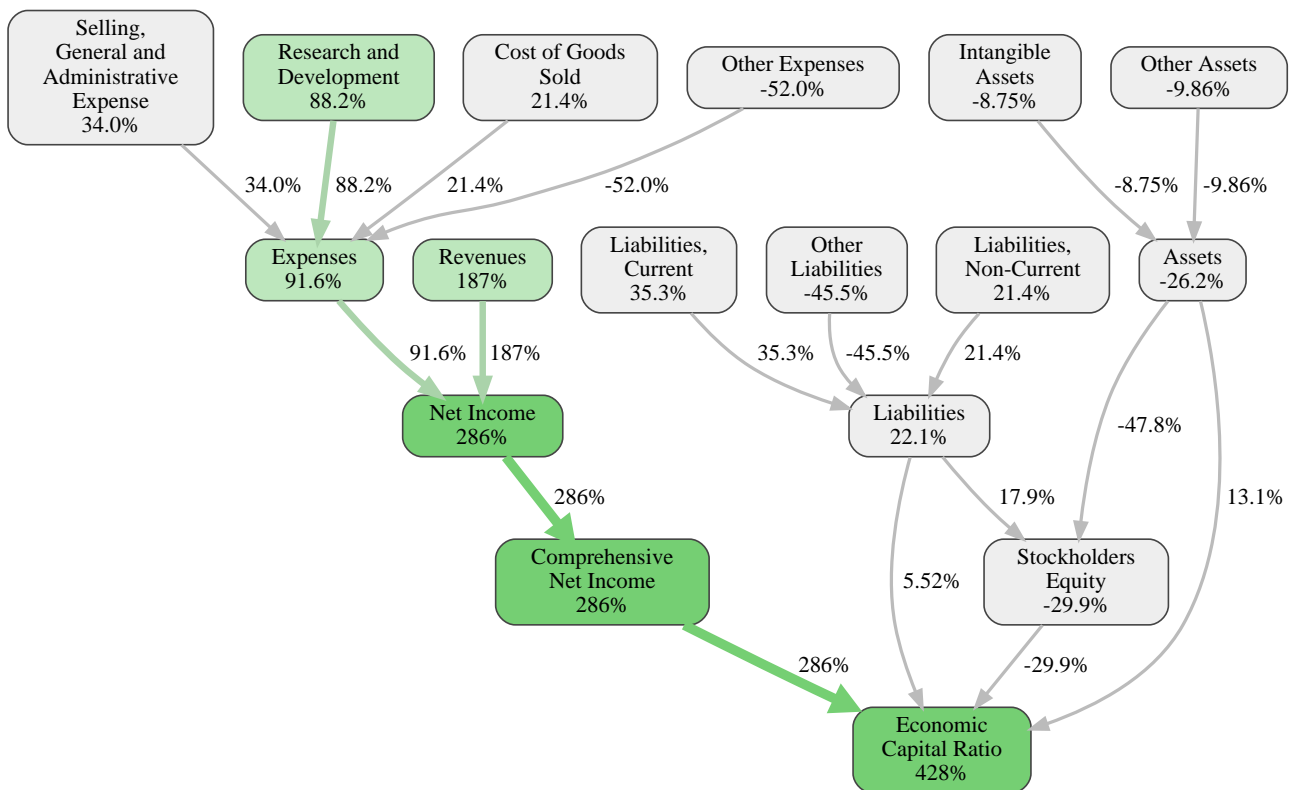 Selling,
General and
Administrative
Expense
34.0%
Research and
Development
88.2%
Cost of Goods
Sold
21.4%
Other Expenses
-52.0%
Intangible
Assets
-8.75%
Other Assets
-9.86%
34.0%
88.2%
21.4%
-52.0%
-8.75%
-9.86%
Expenses
91.6%
Revenues
187%
Liabilities,
Current
35.3%
Other
Liabilities
-45.5%
Liabilities,
Non-Current
21.4%
Assets
-26.2%
91.6%
187%
35.3%
-45.5%
21.4%
Net Income
286%
Liabilities
22.1%
-47.8%
286%
17.9%
13.1%
Comprehensive
Net Income
286%
5.52%
Stockholders
Equity
-29.9%
286%
-29.9%
Economic
Capital Ratio
428%